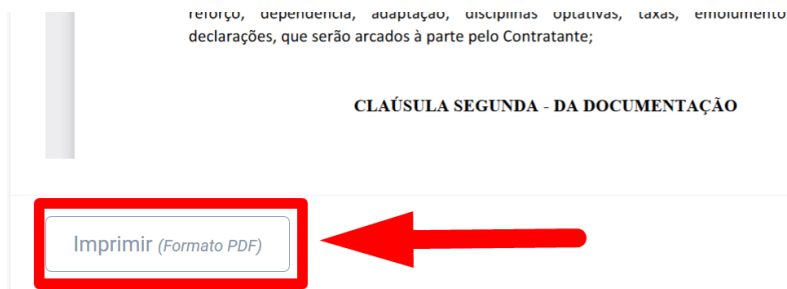 reforço, dependência, adaptação, disciplinas optativas, taxas,
declarações, que serão arcados à parte pelo Contratante;
CLAÚSULA SEGUNDA - DA DOCUMENTAÇÃO
Imprimir (Formato PDF)